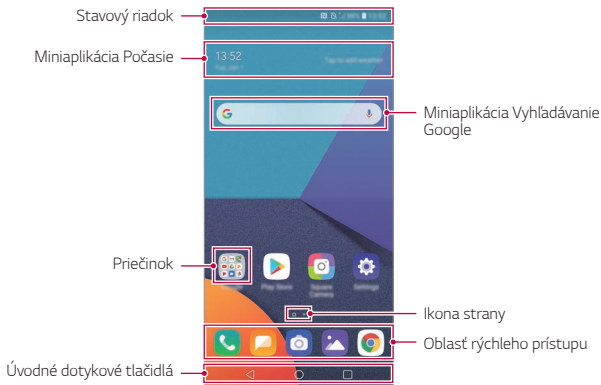 Stavový riadok
Miniaplikácia Počasie
13:52
Miniaplikácia Vyhľadávanie
Google
Priečinok
Play Store
Square
Camera
Settings
Ikona strany
Oblasť rýchleho prístupu
Úvodné dotykové tlačidlá